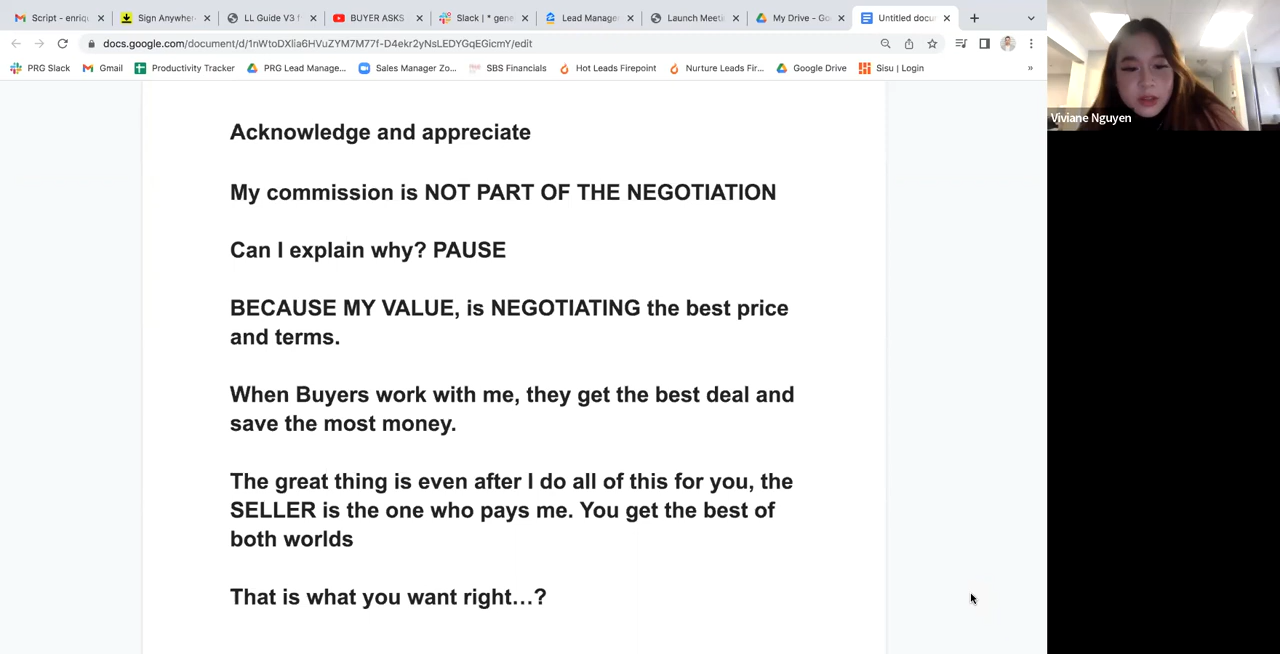 Script - enriqu
Sign Anywher
LL Guide V3 f
BUYER ASKS
Slack | * gene
Lead Manage
Launch Meeti
My Drive - Go
Untitled docu
docs.google.com/document/d/1nWtoDXlia6HVuZYM7M77f-D4ekr2yNsLEDYGqEGicmY/edit
PRG Slack
Gmail
Productivity Tracker
PRG Lead Manage...
Sales Manager Zo...
SBS Financials
Hot Leads Firepoint
Nurture Leads Fir...
Google Drive
Sisu | Login
»
Viviane Nguyen
Acknowledge and appreciate
My commission is NOT PART OF THE NEGOTIATION
Can I explain why? PAUSE
BECAUSE MY VALUE, is NEGOTIATING the best price
and terms.
When Buyers work with me, they get the best deal and
save the most money.
The great thing is even after I do all of this for you, the
SELLER is the one who pays me. You get the best of
both worlds
That is what you want right...?